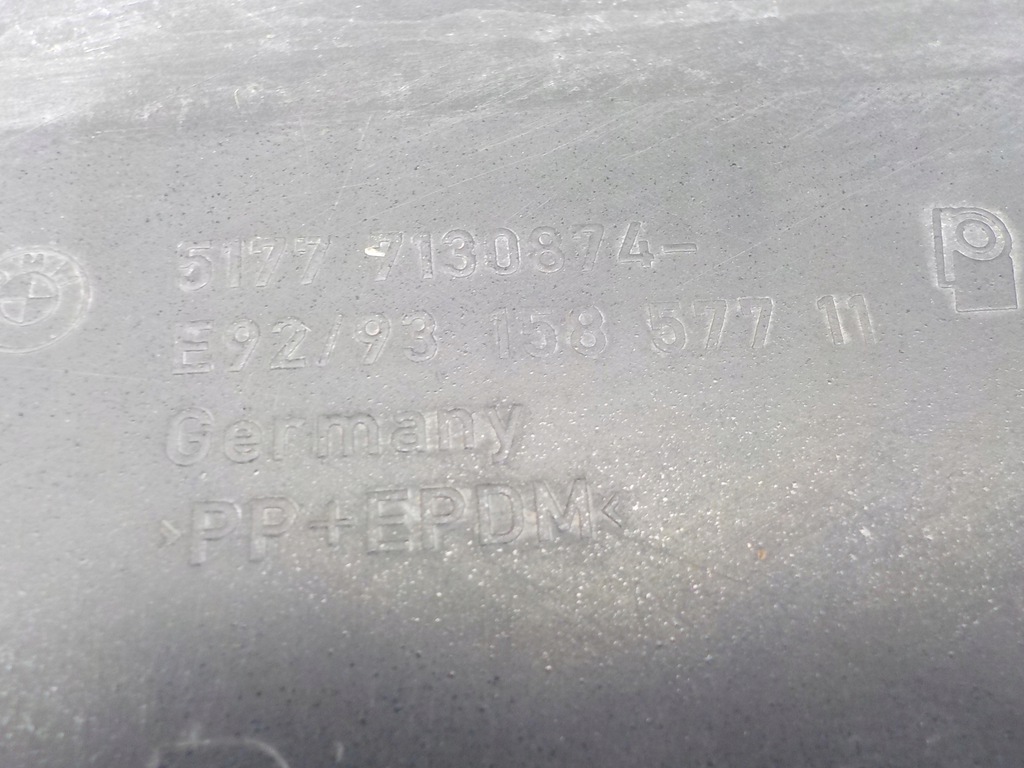 5177 7130874-
E92/93 158 577 11
Germany
>PP+EPDM<